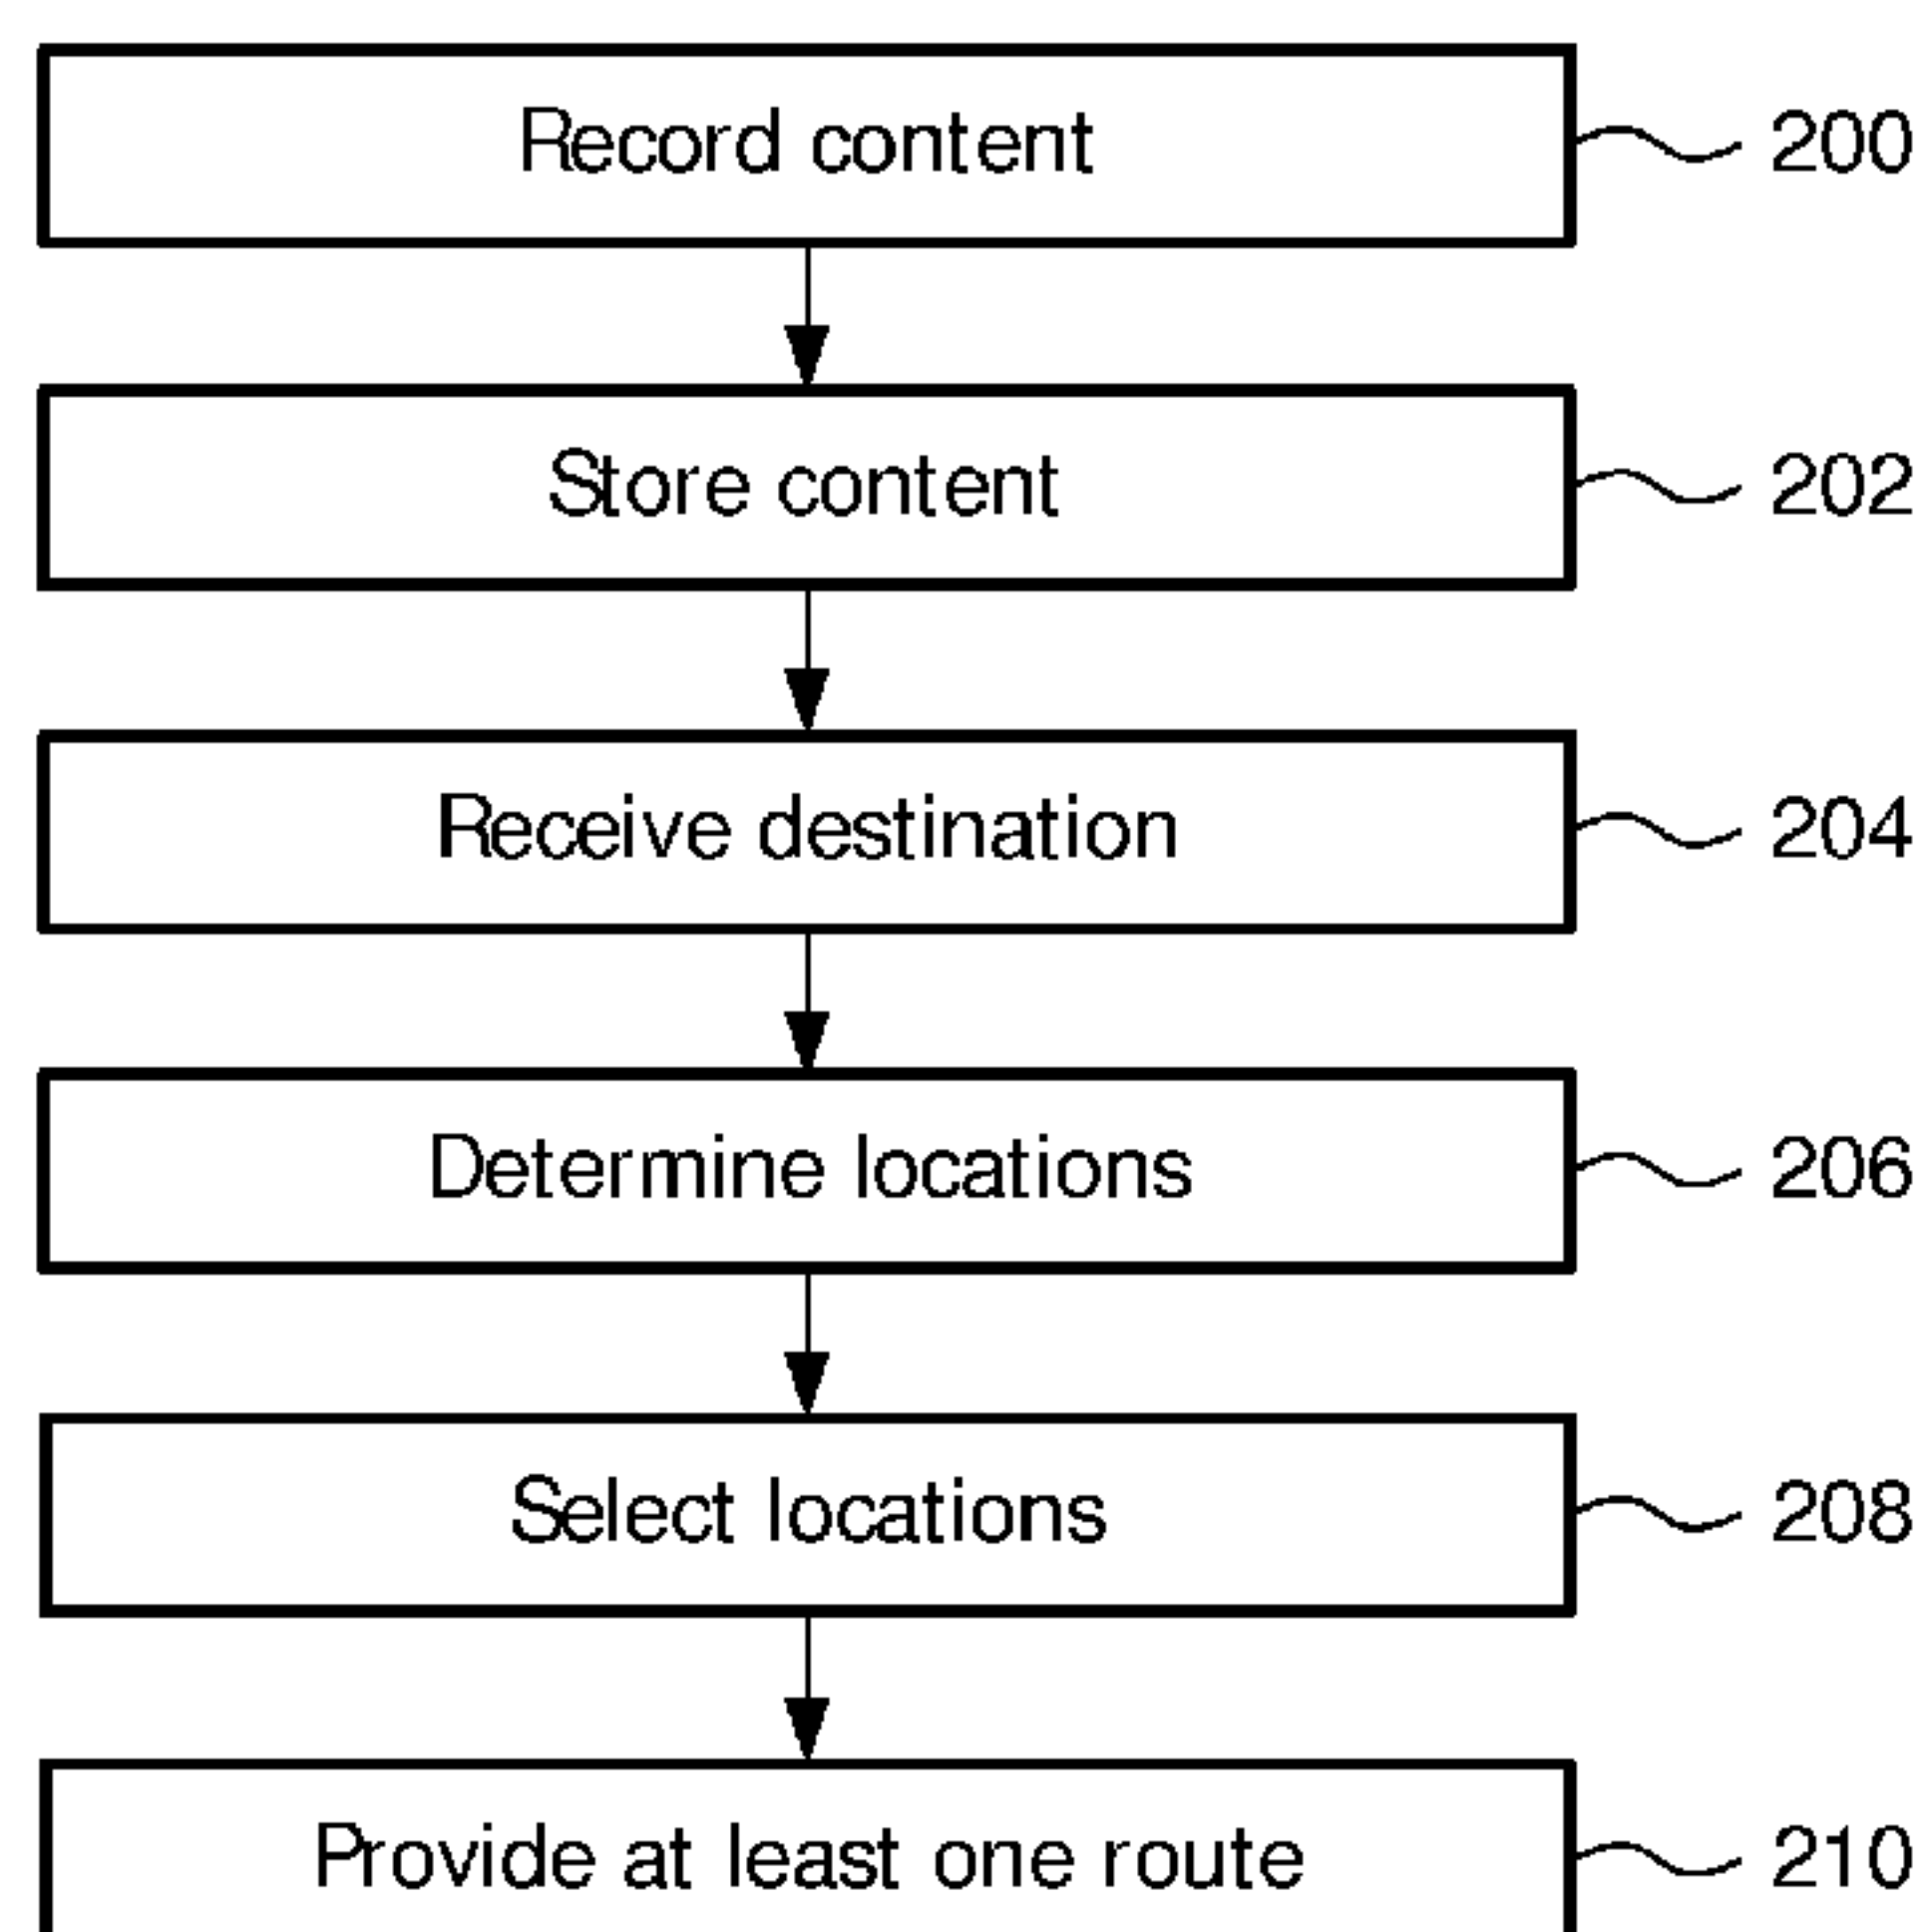 Record content 200
Store content 202
Receive destination 204
Determine locations 206
Select locations 208
Provide at least one route 210